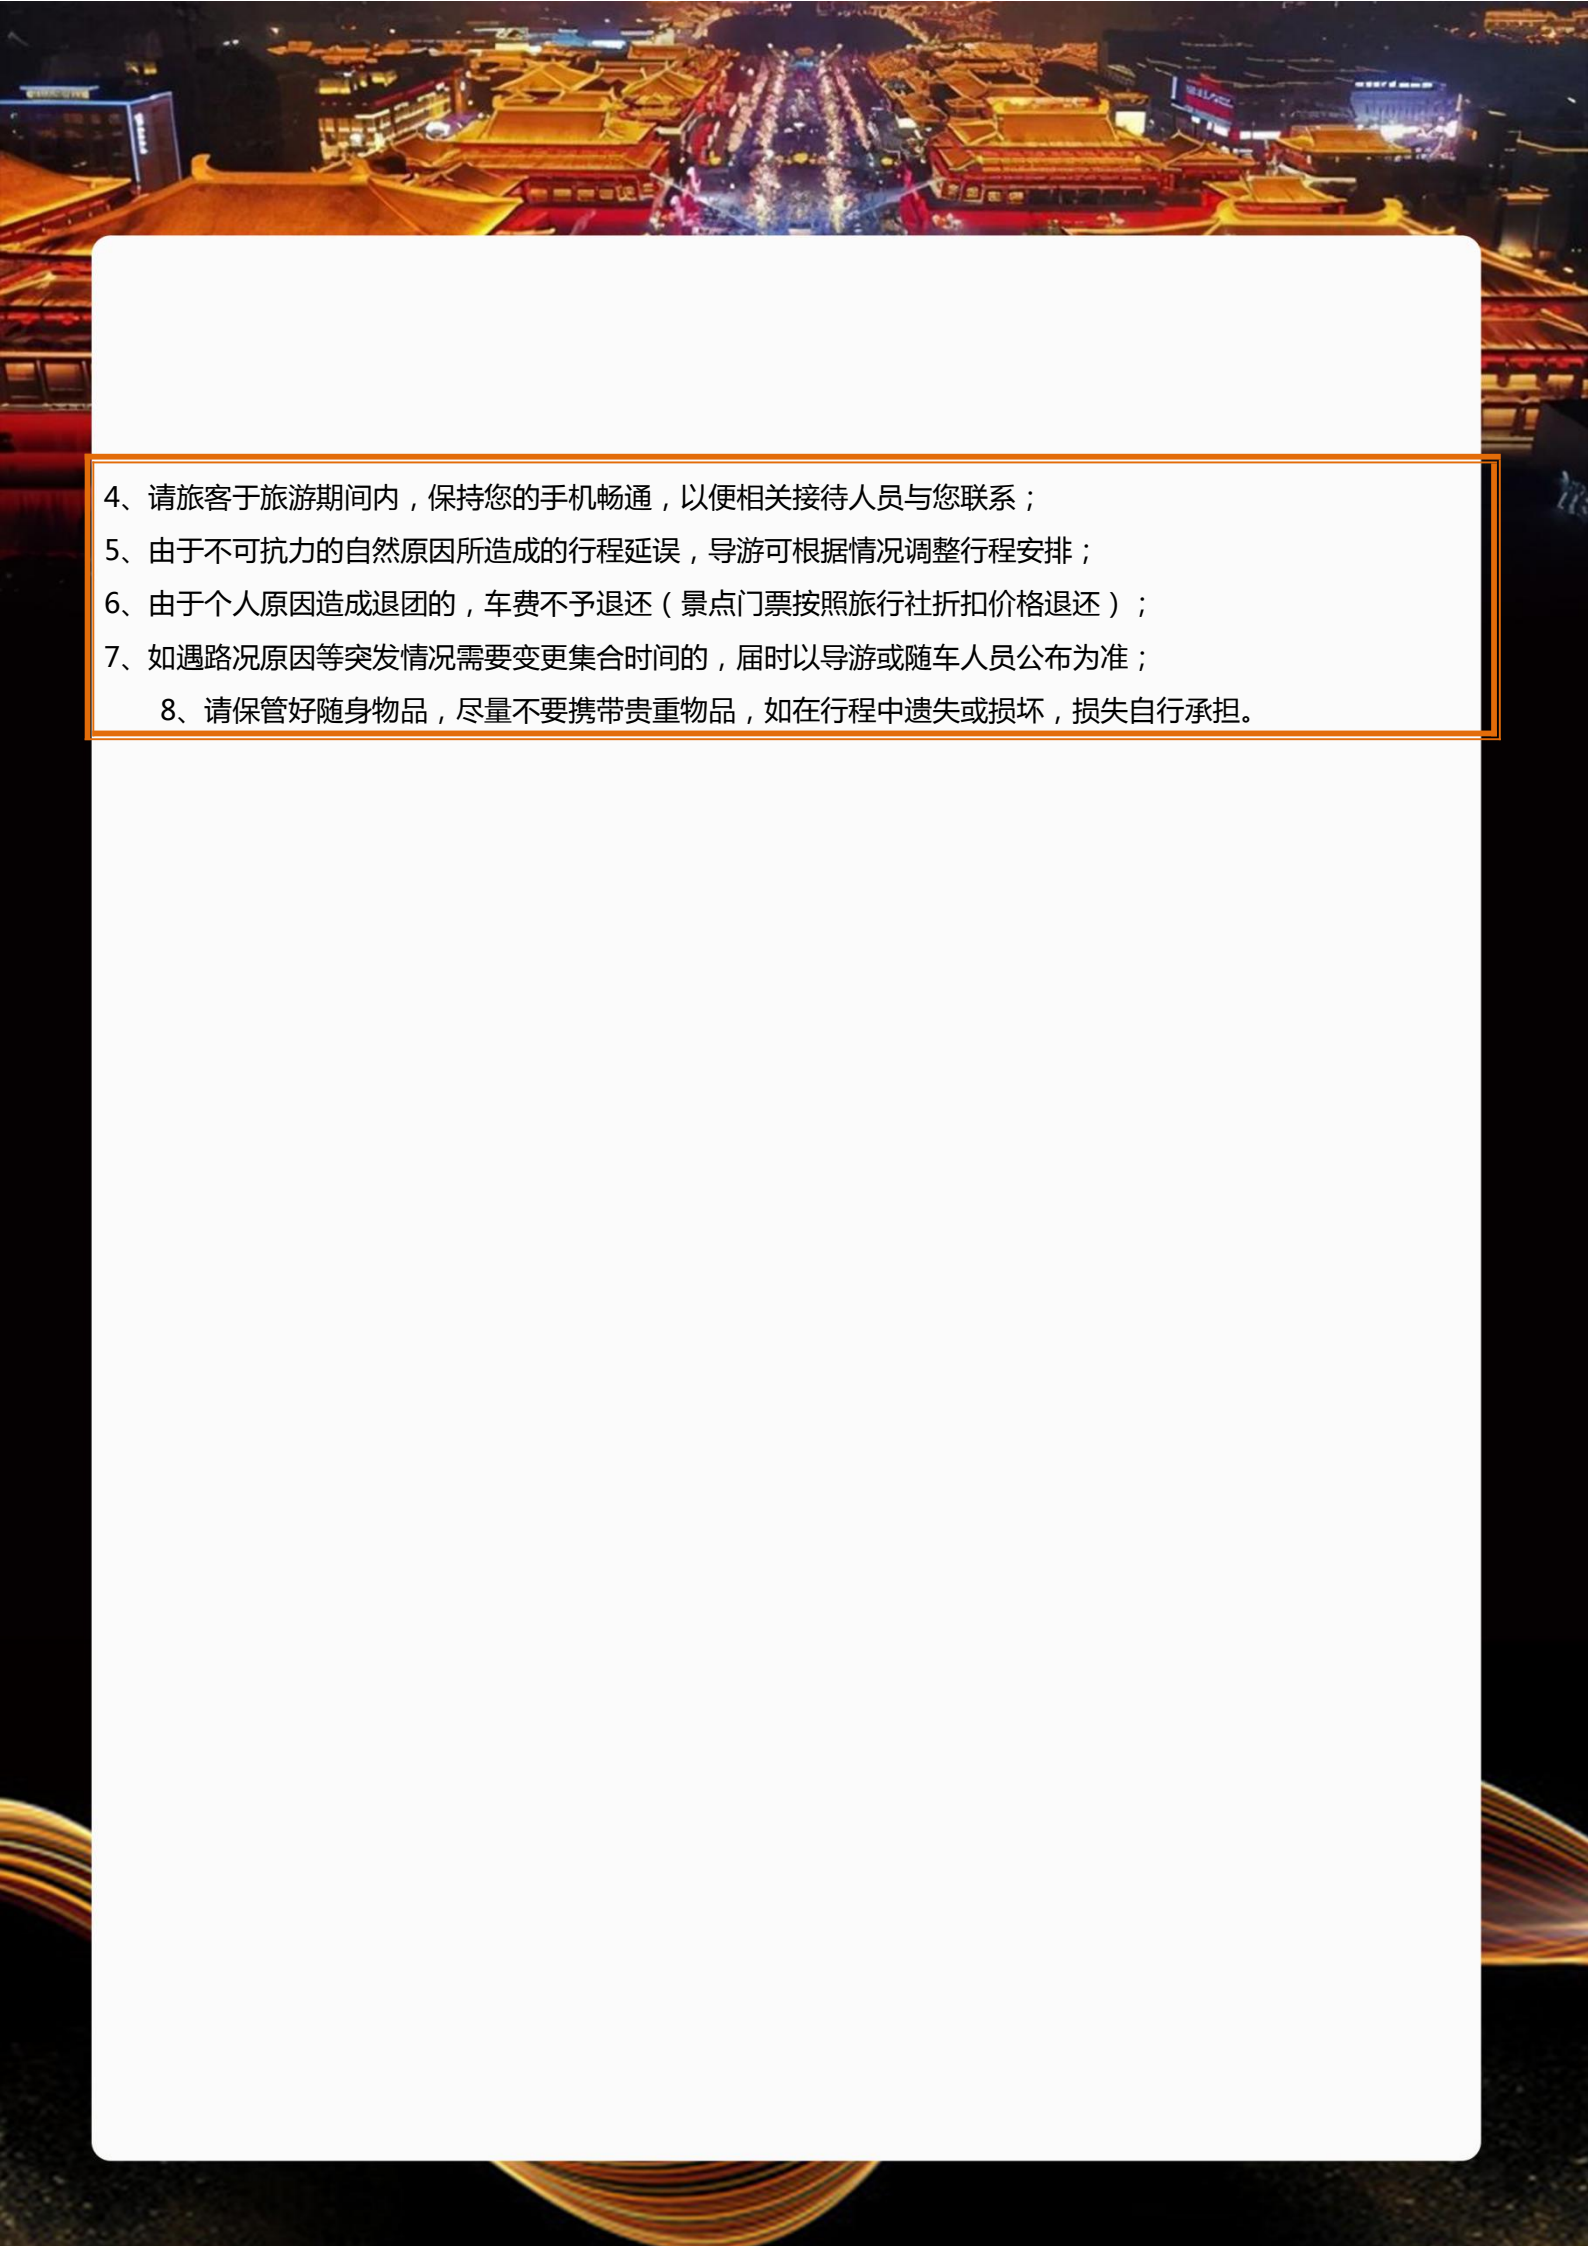 4、请旅客于旅游期间内，保持您的手机畅通，以便相关接待人员与您联系；
5、由于不可抗力的自然原因所造成的行程延误，导游可根据情况调整行程安排；
6、由于个人原因造成退团的，车费不予退还（景点门票按照旅行社折扣价格退还）；
7、如遇路况原因等突发情况需要变更集合时间的，届时以导游或随车人员公布为准；
8、请保管好随身物品，尽量不要携带贵重物品，如在行程中遗失或损坏，损失自行承担。